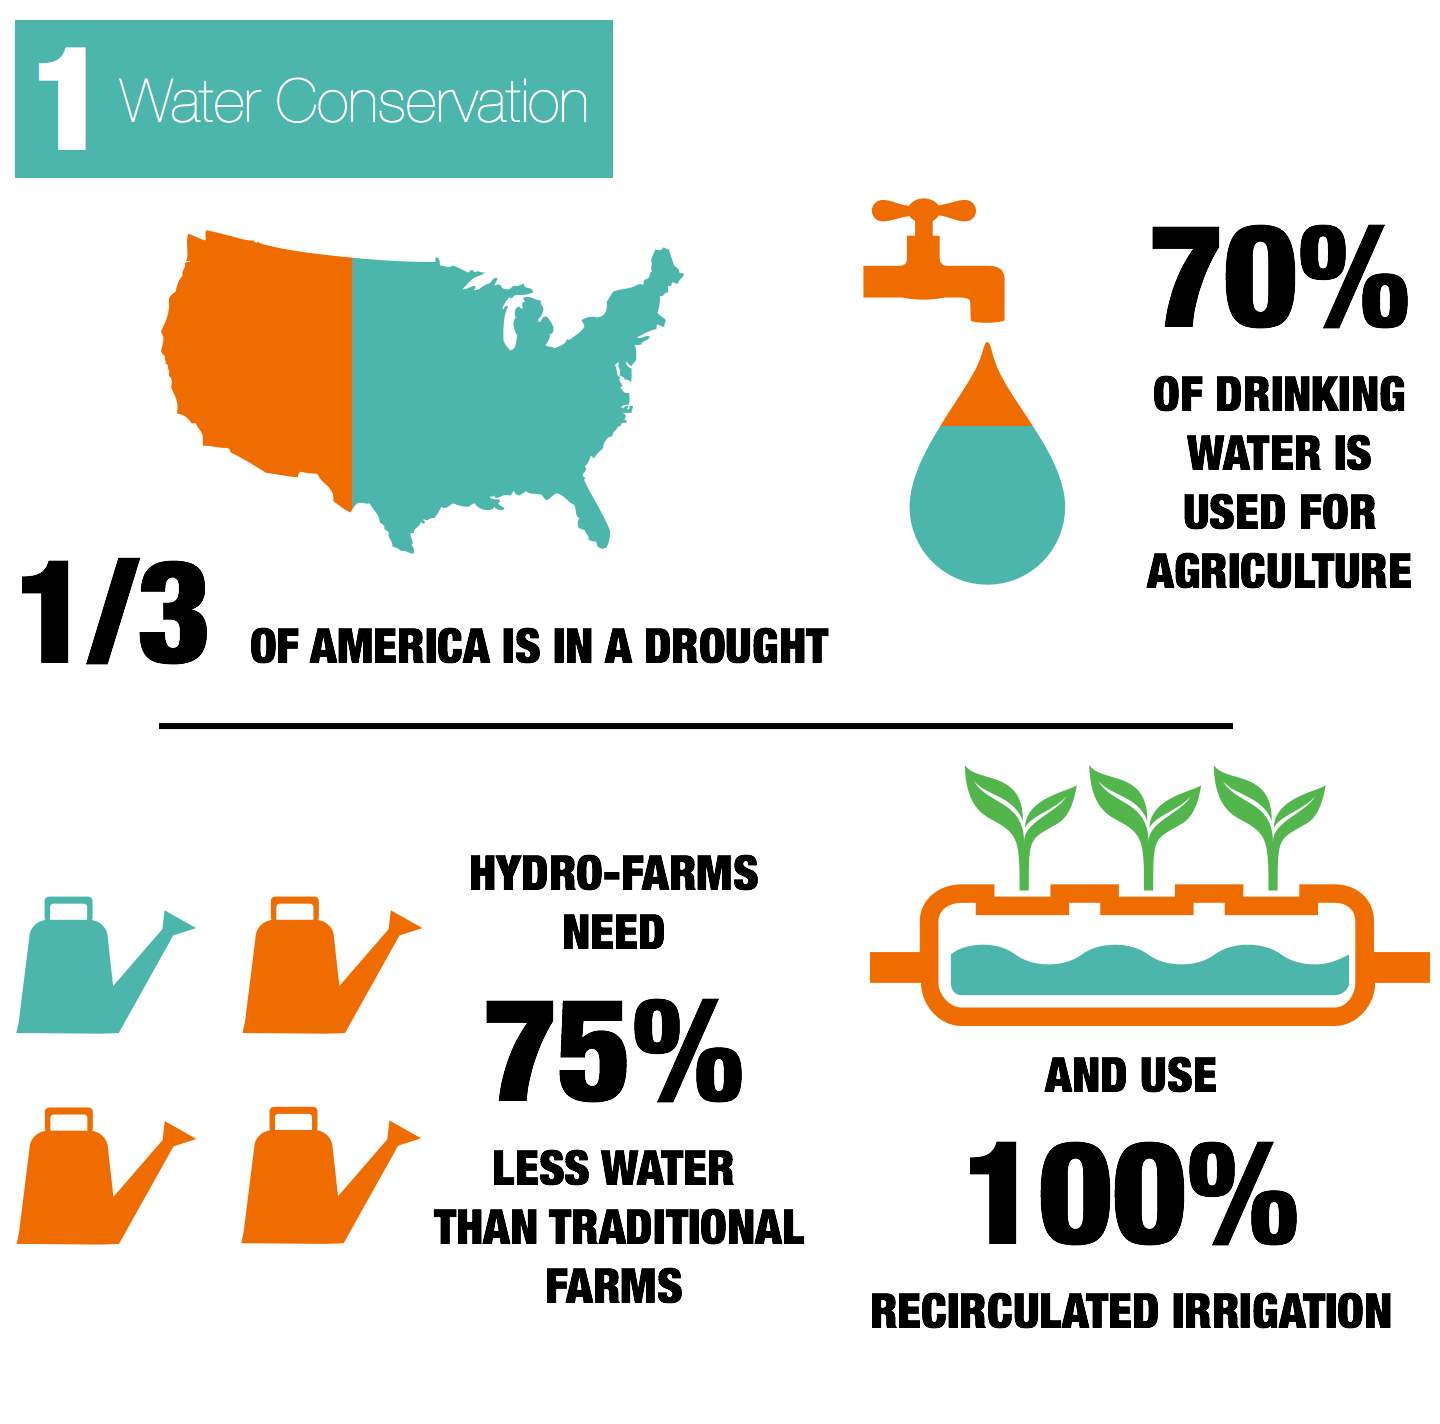 1 Water Conservation
1/3 OF AMERICA IS IN A DROUGHT
70%
OF DRINKING
WATER IS
USED FOR
AGRICULTURE
HYDRO-FARMS
NEED
75%
LESS WATER
THAN TRADITIONAL
FARMS
AND USE
100%
RECIRCULATED IRRIGATION